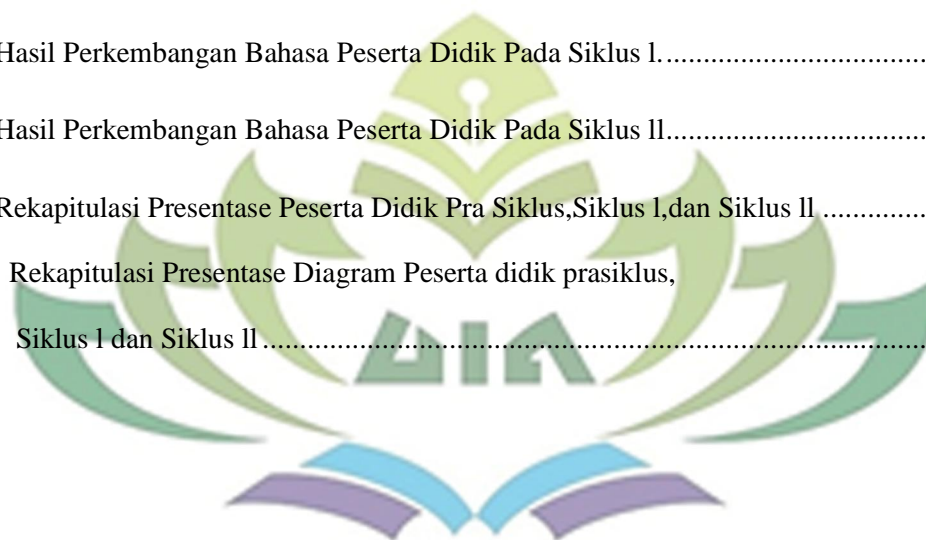 Hasil Perkembangan Bahasa Peserta Didik Pada Siklus l...............................
Hasil Perkembangan Bahasa Peserta Didik Pada Siklus ll..............................
Rekapitulasi Presentase Peserta Didik Pra Siklus,Siklus l,dan Siklus ll ..............
Rekapitulasi Presentase Diagram Peserta didik prasiklus,
Siklus l dan Siklus ll ..........................................................................................
UIN